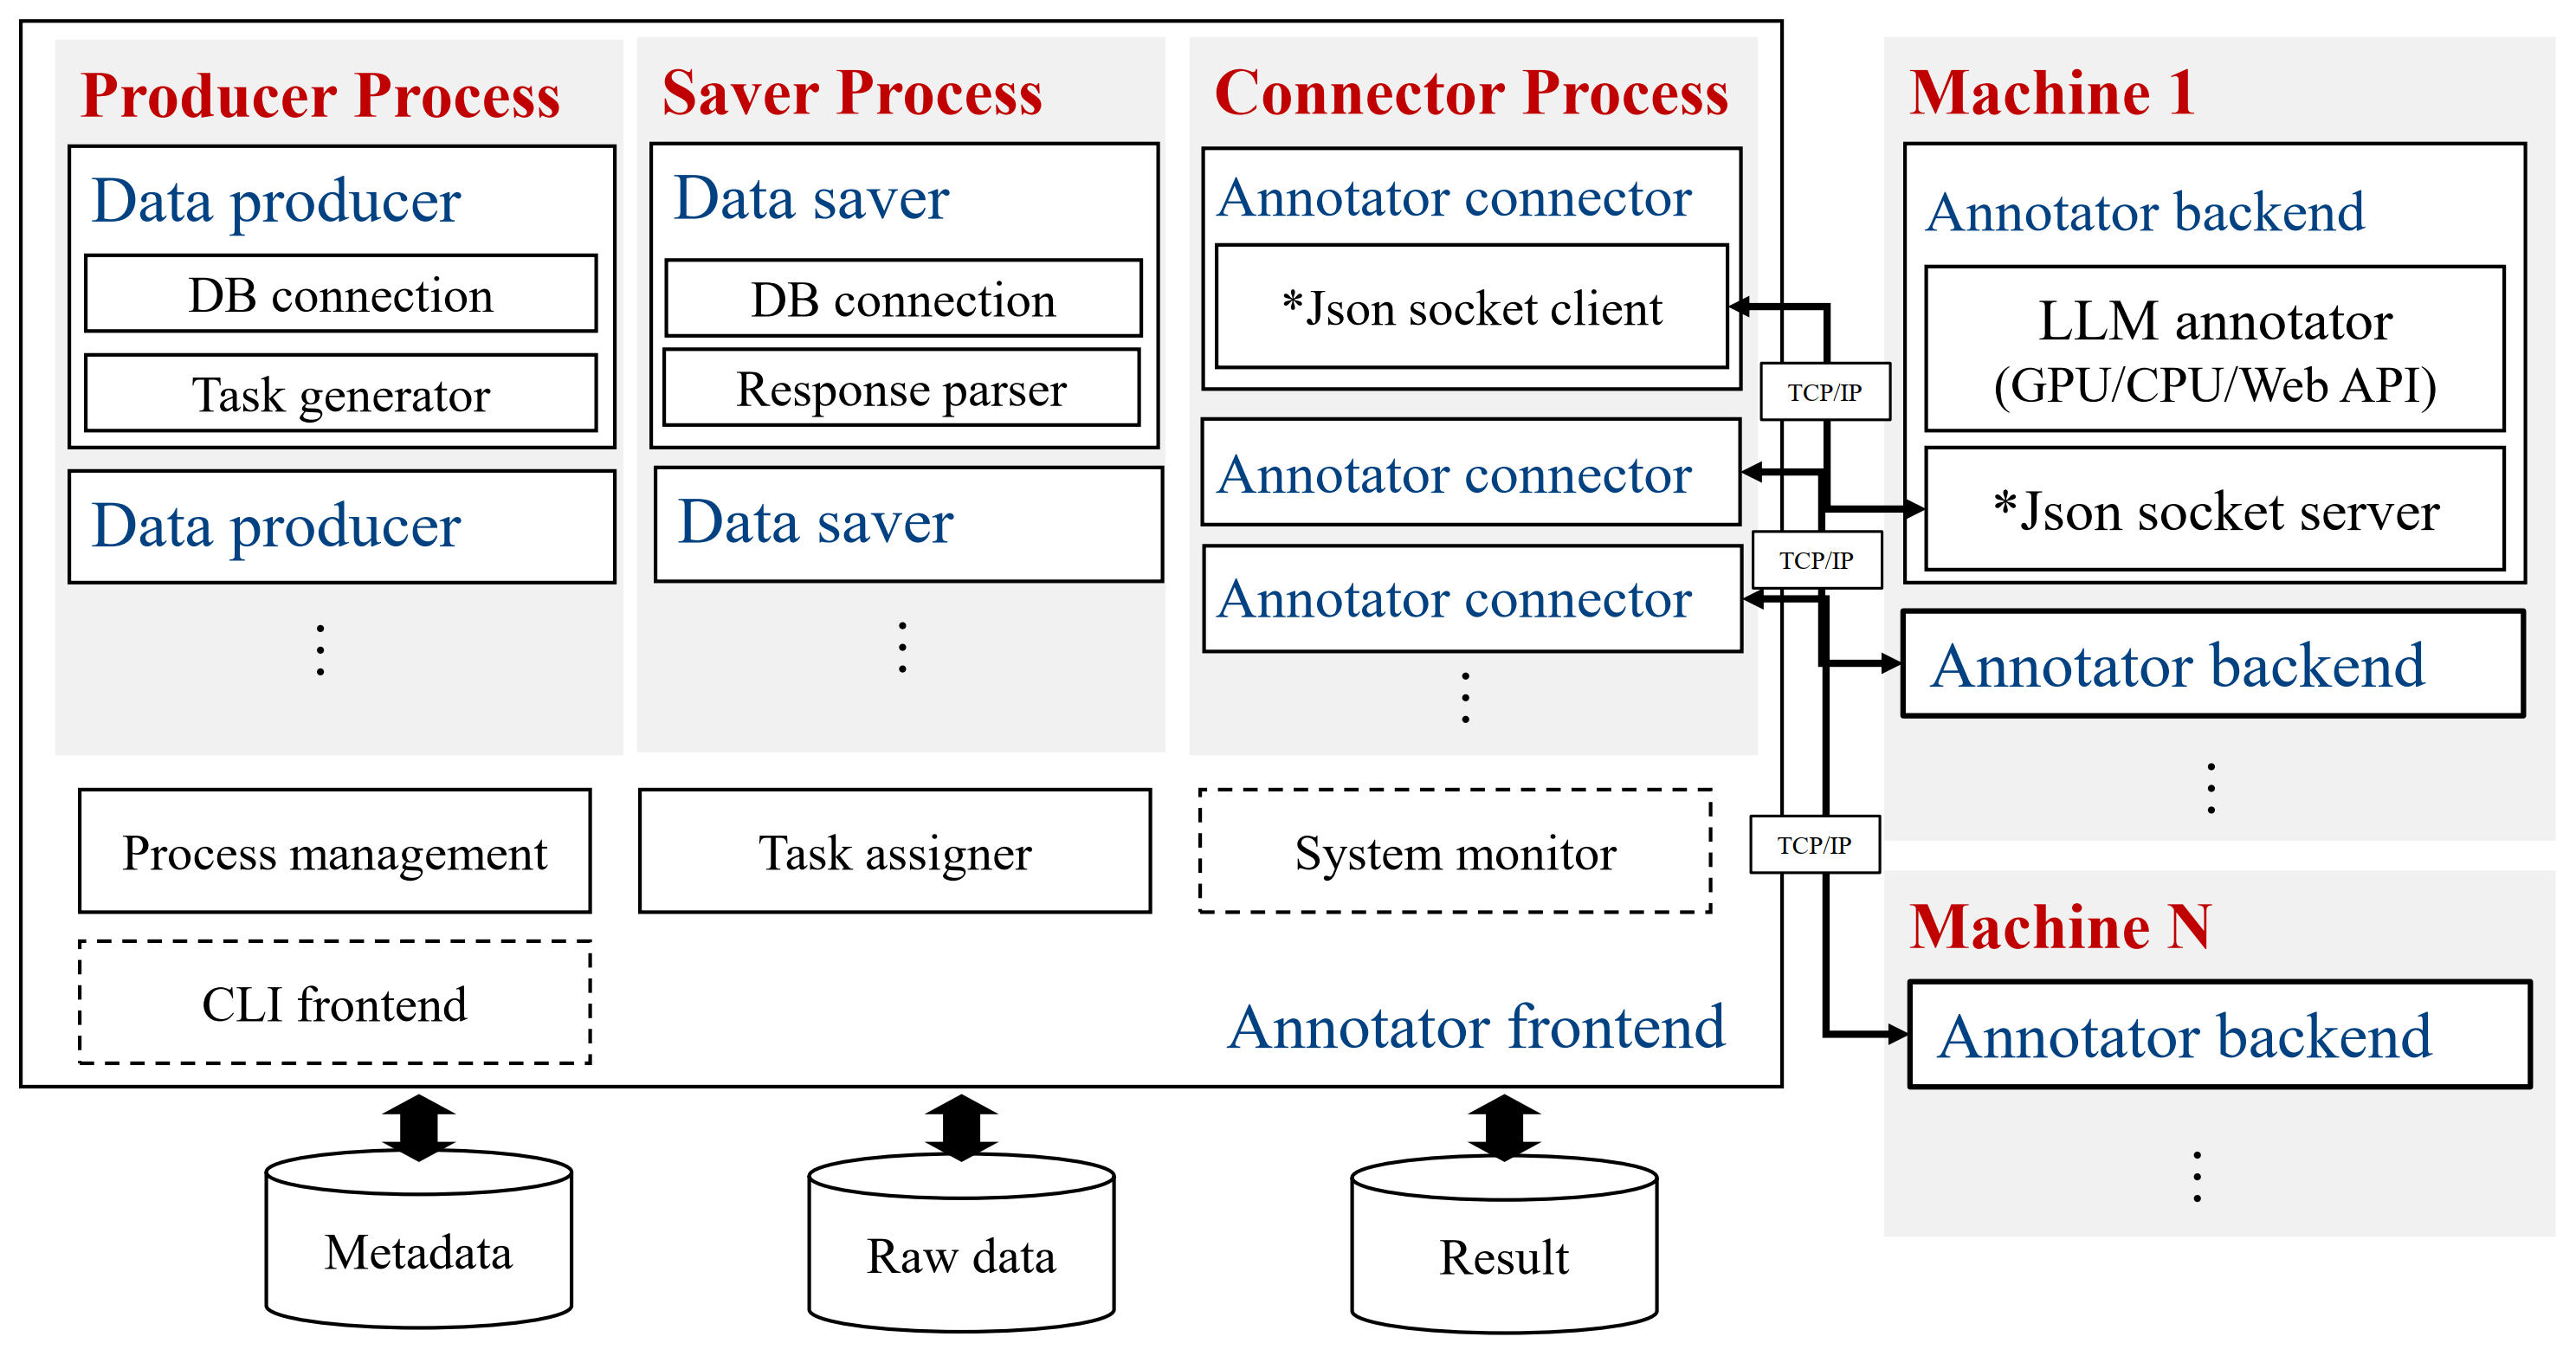 Producer Process
Data producer
DB connection
Task generator
Data producer
Saver Process
Data saver
DB connection
Response parser
Data saver
Connector Process
Annotator connector
*Json socket client
Annotator connector
Annotator connector
TCP/IP
TCP/IP
TCP/IP
Machine 1
Annotator backend
LLM annotator
(GPU/CPU/Web API)
*Json socket server
Annotator backend
Machine N
Annotator backend
Process management
Task assigner
System monitor
CLI frontend
Annotator frontend
Metadata
Raw data
Result